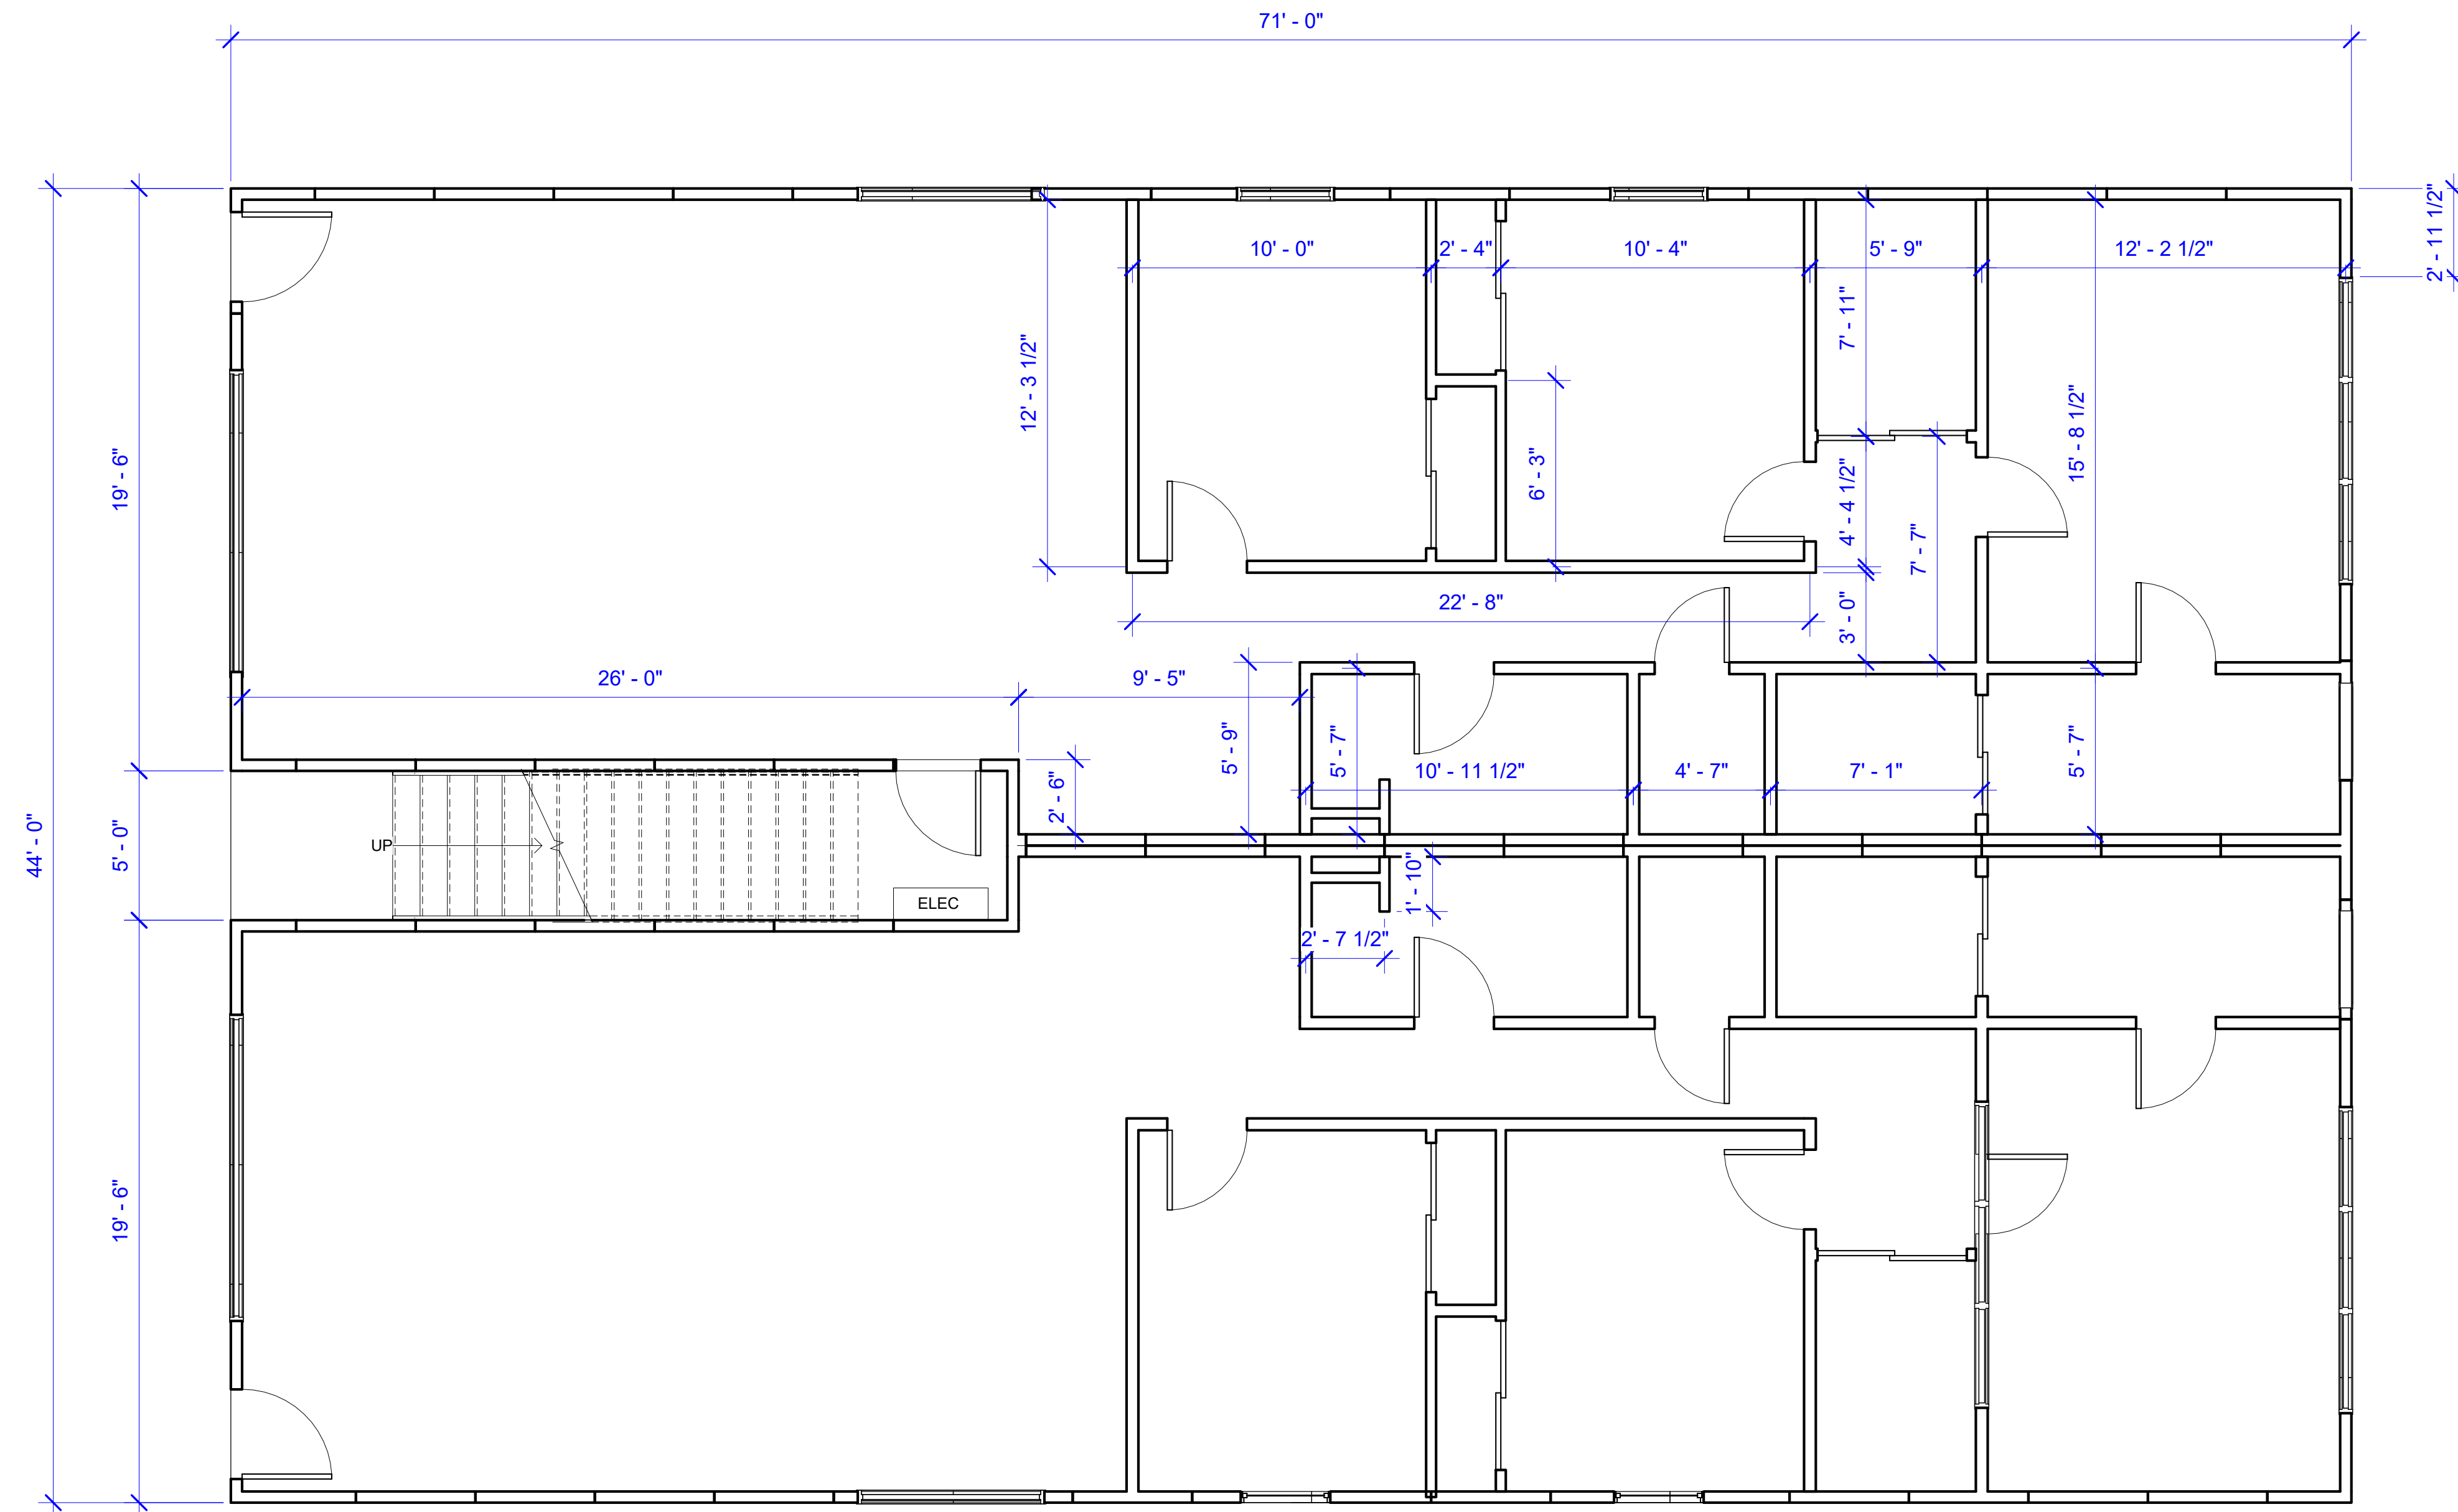 71' - 0"
2' - 11 1/2"
10' - 0"
2' - 4"
10' - 4"
5' - 9"
12' - 2 1/2"
7' - 11"
12' - 3 1/2"
15' - 8 1/2"
19' - 6"
6' - 3"
4' - 4 1/2"
7' - 7"
22' - 8"
3' - 0"
26' - 0"
9' - 5"
5' - 9"
5' - 7"
5' - 7"
10' - 11 1/2"
4' - 7"
7' - 1"
2' - 6"
44' - 0"
5' - 0"
UP
1' - 10"
ELEC
2' - 7 1/2"
19' - 6"